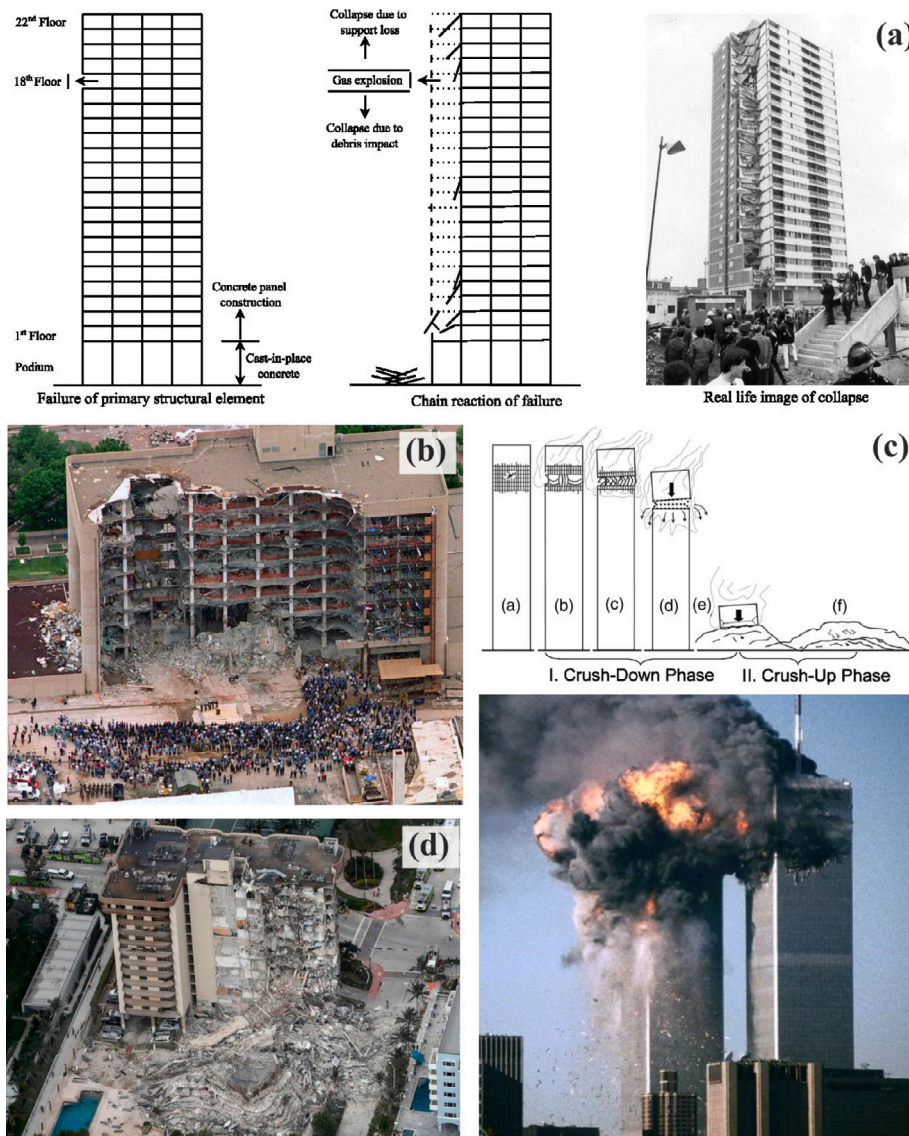 22nd Floor
18th Floor
1st Floor
Podium
Concrete panel
construction
Cast-in-place
concrete
Failure of primary structural element
Collapse due to
support loss
Gas explosion
Collapse due to
debris impact
Chain reaction of failure
(a)
Real life image of collapse
(b)
(c)
(a)
(b)
(c)
(d)
(e)
(f)
I. Crush-Down Phase
II. Crush-Up Phase
(d)